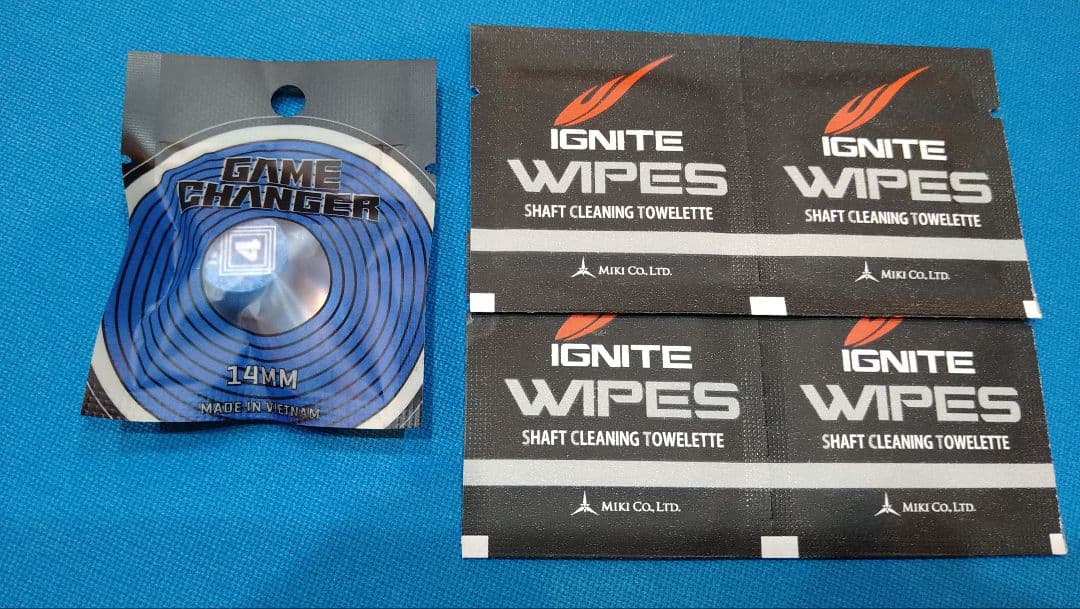 GAME
CHANGER
4
14MM
MADE IN VIETNAM
IGNITE
WIPES
SHAFT CLEANING TOWELETTE
MIKI CO., LTD.
IGNITE
WIPES
SHAFT CLEANING TOWELETTE
MIKI CO., LTD.
IGNITE
WIPES
SHAFT CLEANING TOWELETTE
MIKI CO., LTD.
IGNITE
WIPES
SHAFT CLEANING TOWELETTE
MIKI CO., LTD.